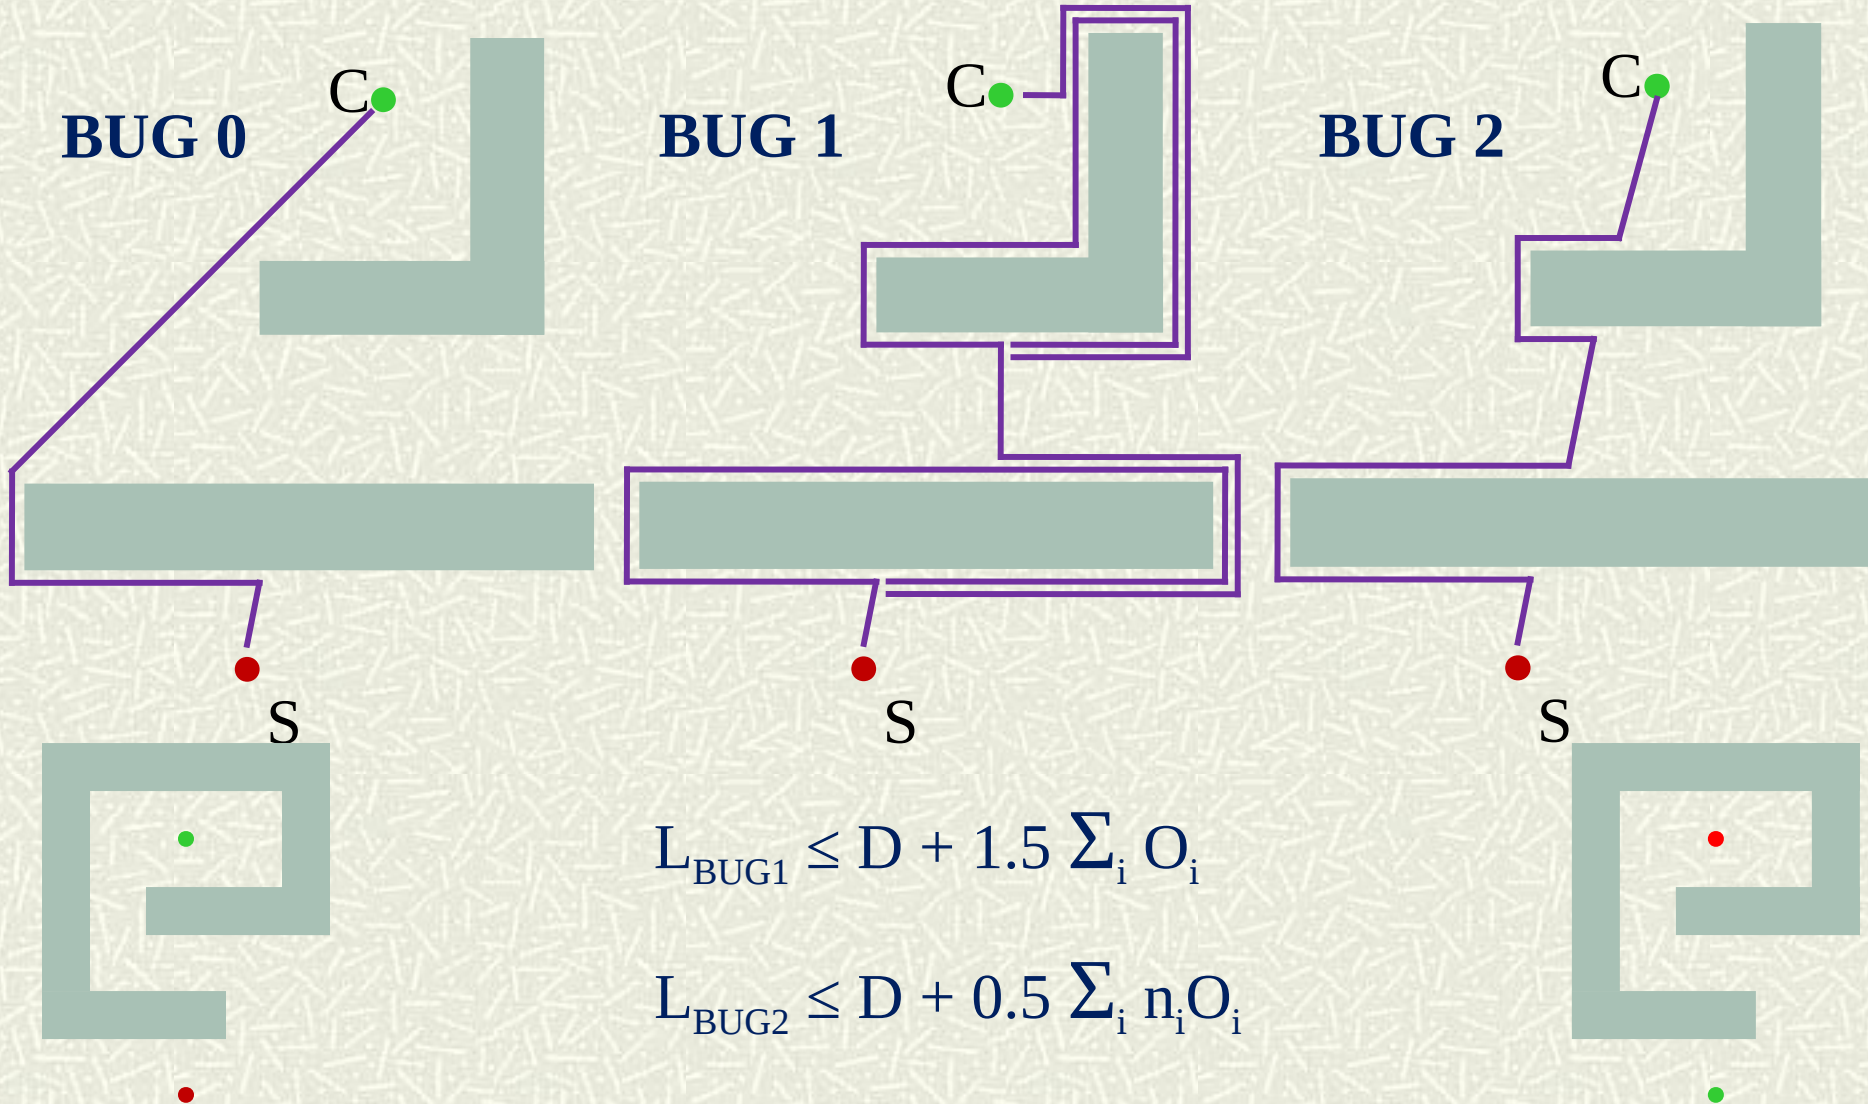 C
BUG 0
C
BUG 1
C
BUG 2
S
S
S
L_BUG1 ≤ D + 1.5 Σ_i O_i
L_BUG2 ≤ D + 0.5 Σ_i n_iO_i